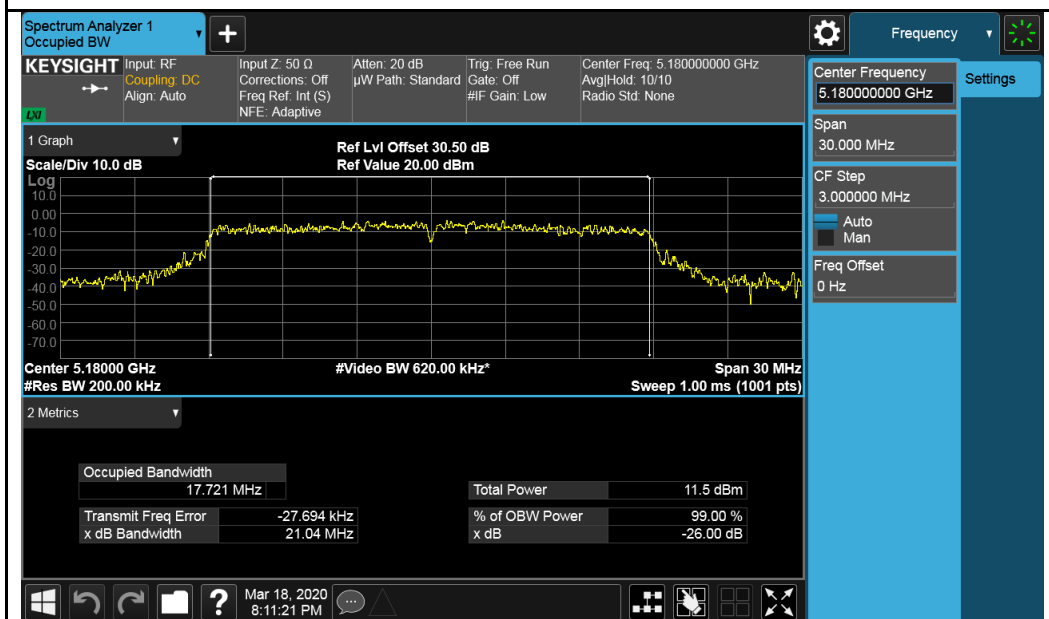 Spectrum Analyzer 1
Occupied BW
Frequency
KEYSIGHT
LXI
Input: RF
Coupling: DC
Align: Auto
Input Z: 50 Ω
Corrections: Off
Freq Ref: Int (S)
NFE: Adaptive
Atten: 20 dB
µW Path: Standard
Trig: Free Run
Gate: Off
#IF Gain: Low
Center Freq: 5.180000000 GHz
Avg|Hold: 10/10
Radio Std: None
1 Graph
Scale/Div 10.0 dB
Ref Lvl Offset 30.50 dB
Ref Value 20.00 dBm
Log
10.0
0.00
-10.0
-20.0
-30.0
-40.0
-50.0
-60.0
-70.0
Center 5.18000 GHz
#Res BW 200.00 kHz
#Video BW 620.00 kHz*
Span 30 MHz
Sweep 1.00 ms (1001 pts)
2 Metrics
Occupied Bandwidth
17.721 MHz
Transmit Freq Error -27.694 kHz
x dB Bandwidth 21.04 MHz
Total Power 11.5 dBm
% of OBW Power 99.00 %
x dB -26.00 dB
Mar 18, 2020
8:11:21 PM
Center Frequency
5.180000000 GHz
Span
30.000 MHz
CF Step
3.000000 MHz
Auto
Man
Freq Offset
0 Hz
Settings